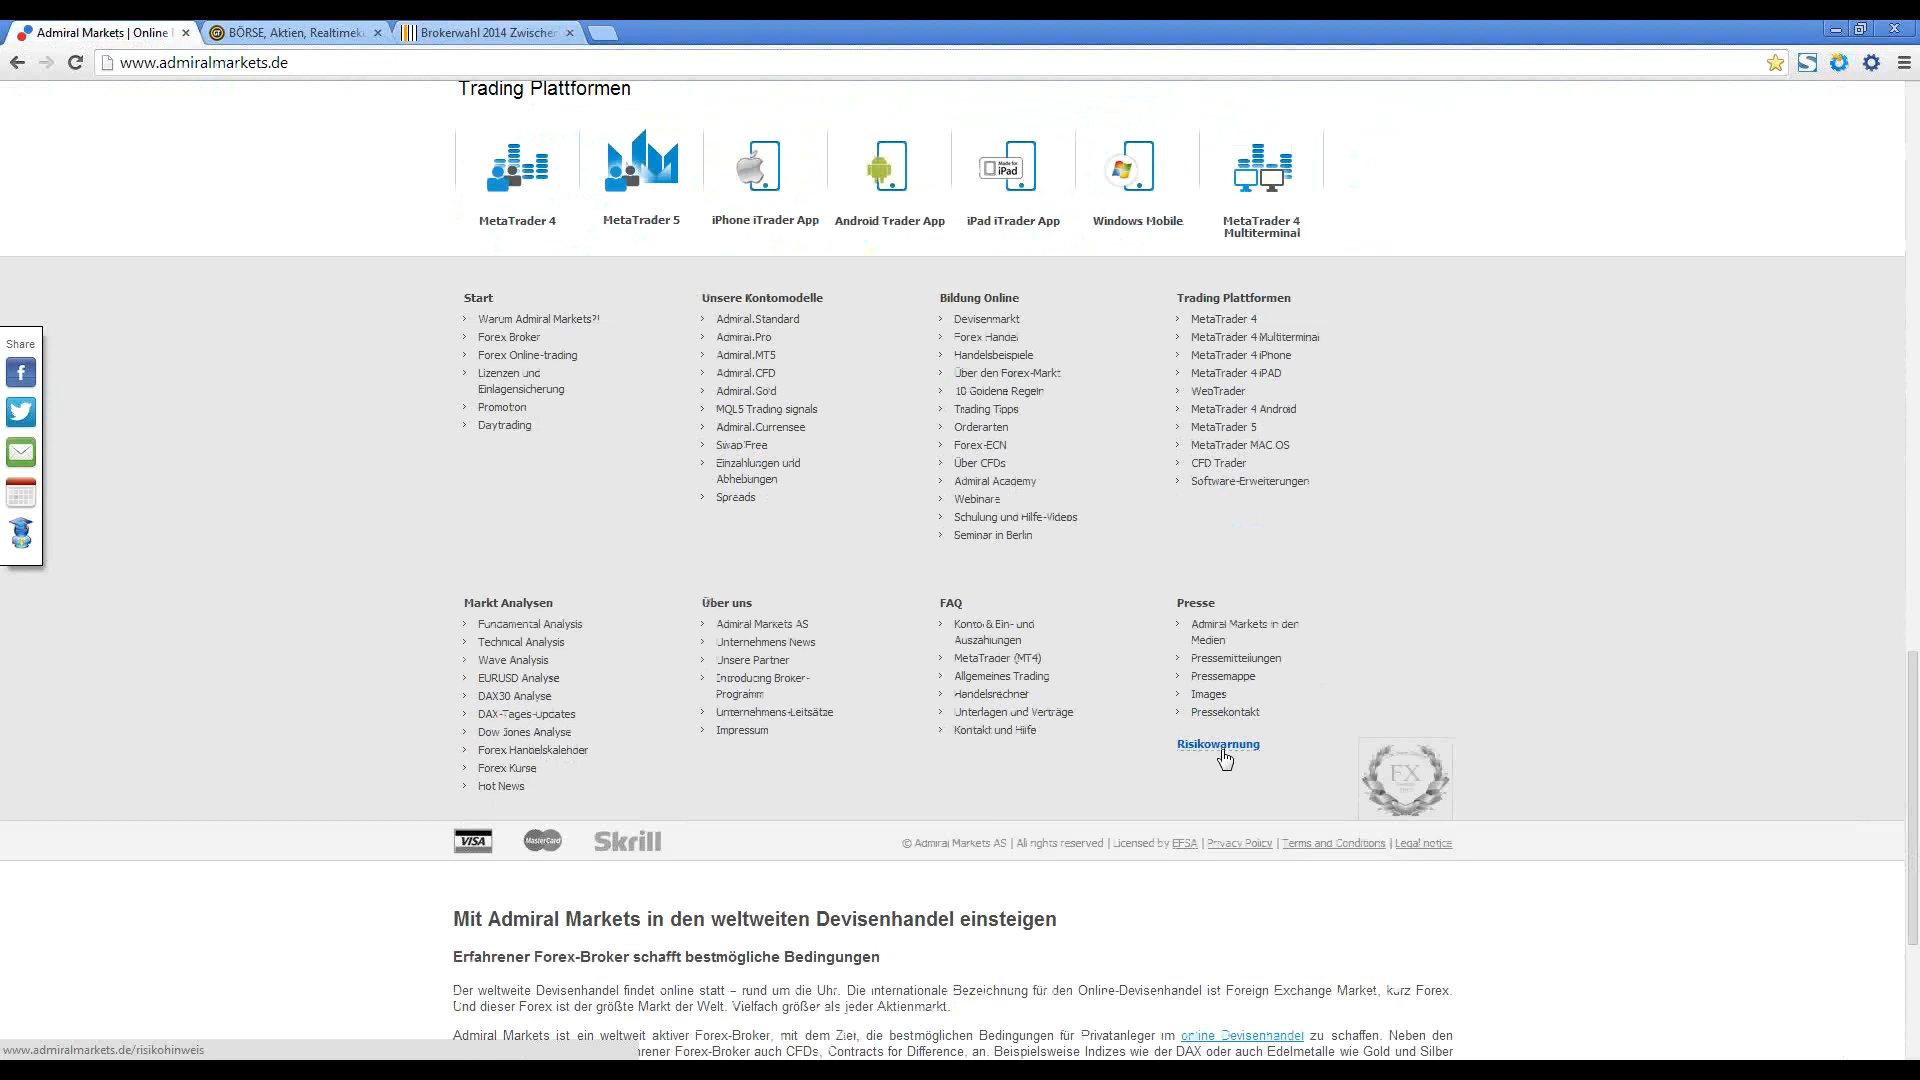 Admiral Markets | Online
BÖRSE, Aktien, Realtimeku
Brokerwahl 2014 Zwischen
www.admiralmarkets.de
Trading Plattformen
Made for
iPad
MetaTrader 4
MetaTrader 5
iPhone iTrader App
Android Trader App
iPad iTrader App
Windows Mobile
MetaTrader 4
Multiterminal
Share
Start
Warum Admiral Markets?!
Forex Broker
Forex Online-trading
Lizenzen und
Einlagensicherung
Promotion
Daytrading
Unsere Kontomodelle
Admiral.Standard
Admiral.Pro
Admiral.MT5
Admiral.CFD
Admiral.Gold
MQL5 Trading signals
Admiral.Currensee
Swap Free
Einzahlungen und
Abhebungen
Spreads
Bildung Online
Devisenmarkt
Forex Handel
Handelsbeispiele
Über den Forex-Markt
10 Goldene Regeln
Trading Tipps
Orderarten
Forex-ECN
Über CFDs
Admiral Academy
Webinare
Schulung und Hilfe-Videos
Seminar in Berlin
Trading Plattformen
MetaTrader 4
MetaTrader 4 Multiterminal
MetaTrader 4 iPhone
MetaTrader 4 iPAD
WebTrader
MetaTrader 4 Android
MetaTrader 5
MetaTrader MAC OS
CFD Trader
Software-Erweiterungen
Markt Analysen
Fundamental Analysis
Technical Analysis
Wave Analysis
EURUSD Analyse
DAX30 Analyse
DAX-Tages-Updates
Dow Jones Analyse
Forex Handelskalender
Forex Kurse
Hot News
Über uns
Admiral Markets AS
Unternehmens News
Unsere Partner
Introducing Broker-
Programm
Unternehmens-Leitsätze
Impressum
FAQ
Konto & Ein- und
Auszahlungen
MetaTrader (MT4)
Allgemeines Trading
Handelsrechner
Unterlagen und Verträge
Kontakt und Hilfe
Presse
Admiral Markets in den
Medien
Pressemitteilungen
Pressemappe
Images
Pressekontakt
Risikowarnung
FX
VISA
MasterCard
Skrill
© Admiral Markets AS | All rights reserved | Licensed by EFSA | Privacy Policy | Terms and Conditions | Legal notice
Mit Admiral Markets in den weltweiten Devisenhandel einsteigen
Erfahrener Forex-Broker schafft bestmögliche Bedingungen
Der weltweite Devisenhandel findet online statt – rund um die Uhr. Die internationale Bezeichnung für den Online-Devisenhandel ist Foreign Exchange Market, kurz Forex.
Und dieser Forex ist der größte Markt der Welt. Vielfach größer als jeder Aktienmarkt.
Admiral Markets ist ein weltweit aktiver Forex-Broker, mit dem Ziel, die bestmöglichen Bedingungen für Privatanleger im online Devisenhandel zu schaffen. Neben den
hrener Forex-Broker auch CFDs, Contracts for Difference, an. Beispielsweise Indizes wie der DAX oder auch Edelmetalle wie Gold und Silber
www.admiralmarkets.de/risikohinweis